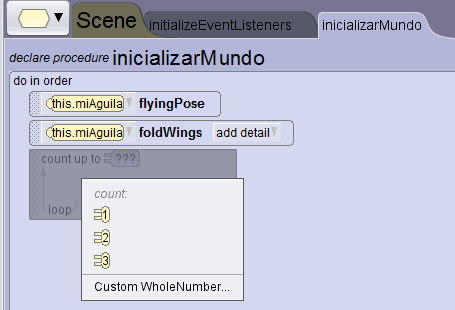 Scene initializeEventListeners inicializarMundo
declare procedure inicializarMundo
do in order
this.miAguila flyingPose
this.miAguila foldWings add detail
count up to ???
loop
count:
1
2
3
Custom WholeNumber...